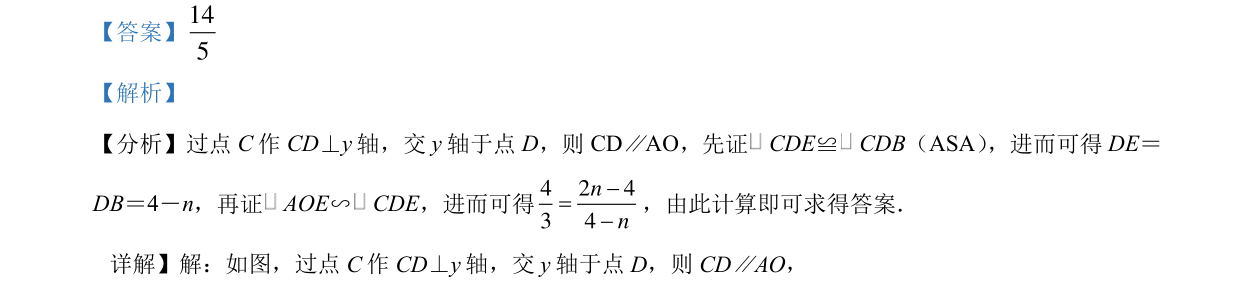 【答案】14/5
【解析】
【分析】过点 C 作 CD⊥y 轴，交 y 轴于点 D，则 CD∥AO，先证 CDE≌ CDB（ASA），进而可得 DE＝
DB＝4－n，再证 AOE∽ CDE，进而可得 4/3 = (2n－4)/(4－n)，由此计算即可求得答案．
详解】解：如图，过点 C 作 CD⊥y 轴，交 y 轴于点 D，则 CD∥AO，